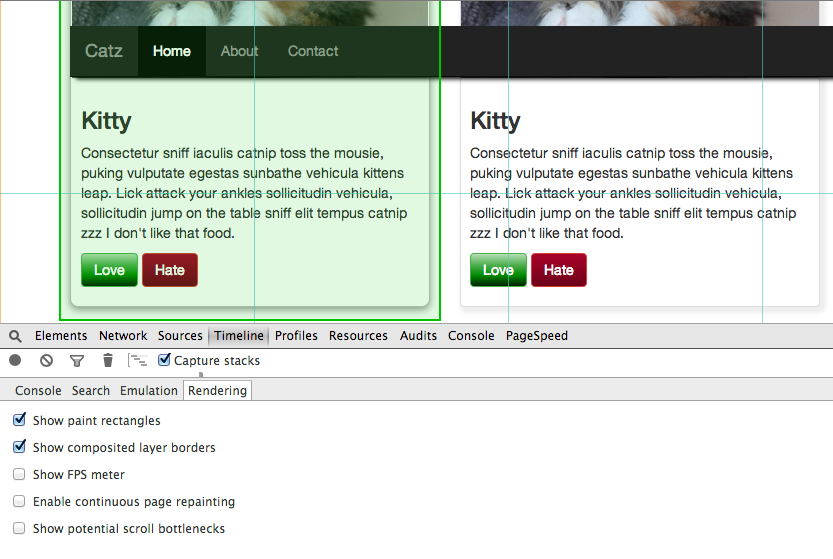 Catz Home About Contact
Kitty
Consectetur sniff iaculis catnip toss the mousie,
puking vulputate egestas sunbathe vehicula kittens
leap. Lick attack your ankles sollicitudin vehicula,
sollicitudin jump on the table sniff elit tempus catnip
zzz I don't like that food.
Love Hate
Kitty
Consectetur sniff iaculis catnip toss the mousie,
puking vulputate egestas sunbathe vehicula kittens
leap. Lick attack your ankles sollicitudin vehicula,
sollicitudin jump on the table sniff elit tempus catnip
zzz I don't like that food.
Love Hate
Elements Network Sources Timeline Profiles Resources Audits Console PageSpeed
Capture stacks
Console Search Emulation Rendering
Show paint rectangles
Show composited layer borders
Show FPS meter
Enable continuous page repainting
Show potential scroll bottlenecks